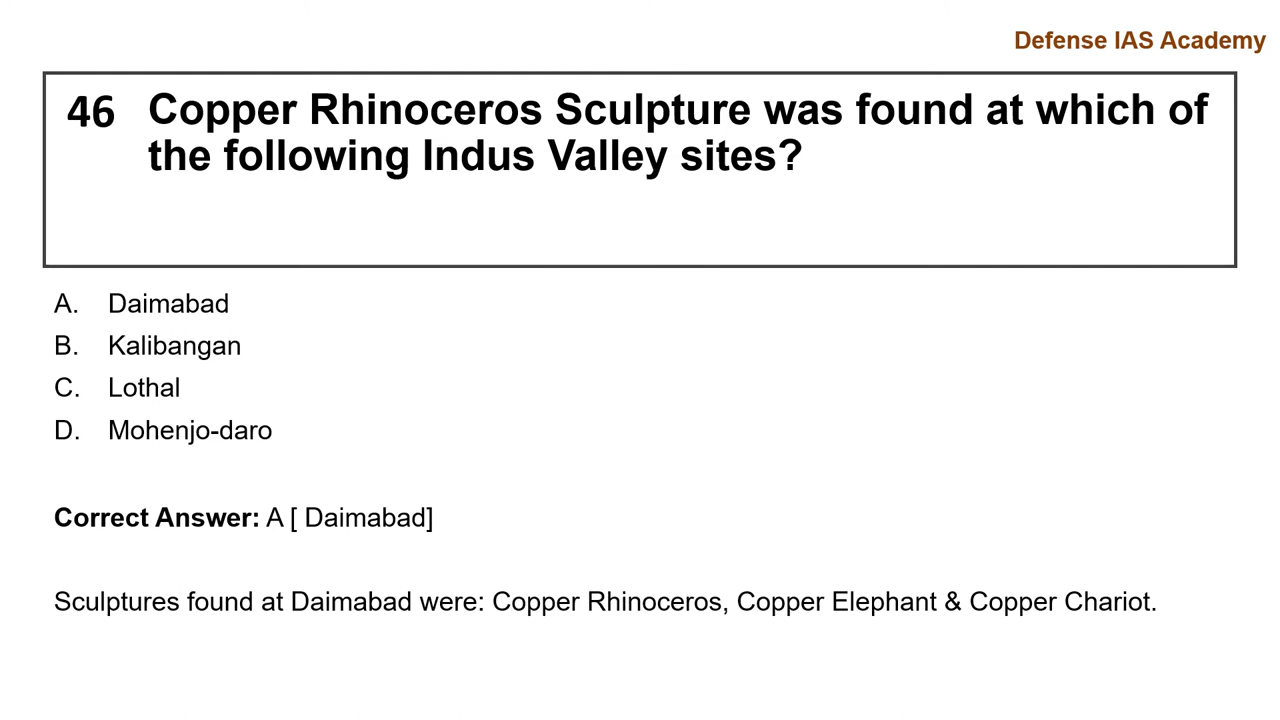 Defense IAS Academy
46 Copper Rhinoceros Sculpture was found at which of
the following Indus Valley sites?
A. Daimabad
B. Kalibangan
C. Lothal
D. Mohenjo-daro
Correct Answer: A [ Daimabad]
Sculptures found at Daimabad were: Copper Rhinoceros, Copper Elephant & Copper Chariot.